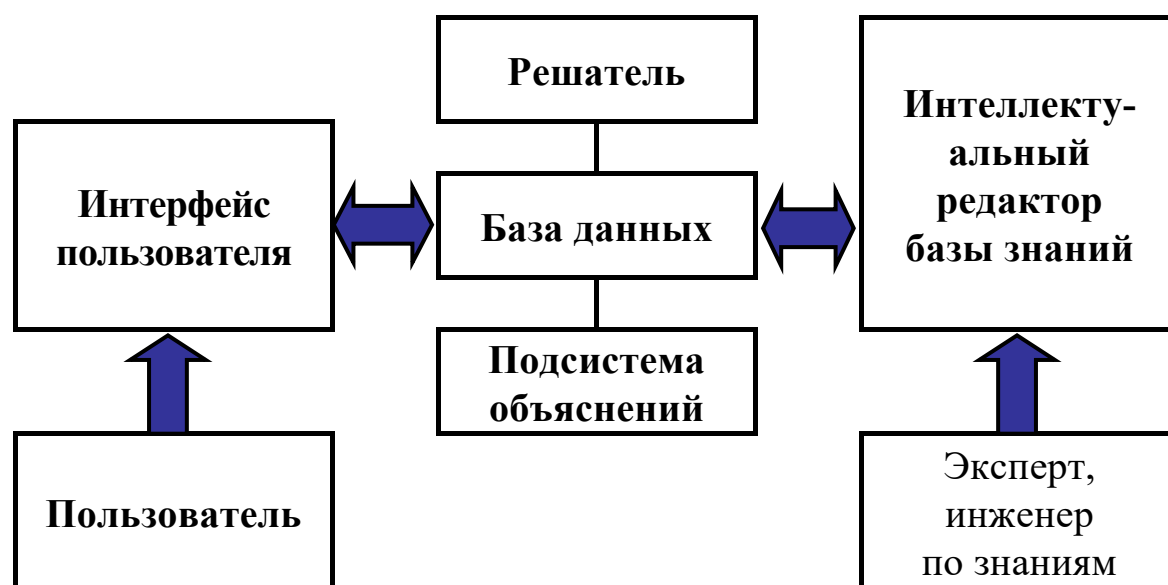 Решатель
Интеллекту-
альный
редактор
базы знаний
Интерфейс
пользователя
База данных
Подсистема
объяснений
Пользователь
Эксперт,
инженер
по знаниям